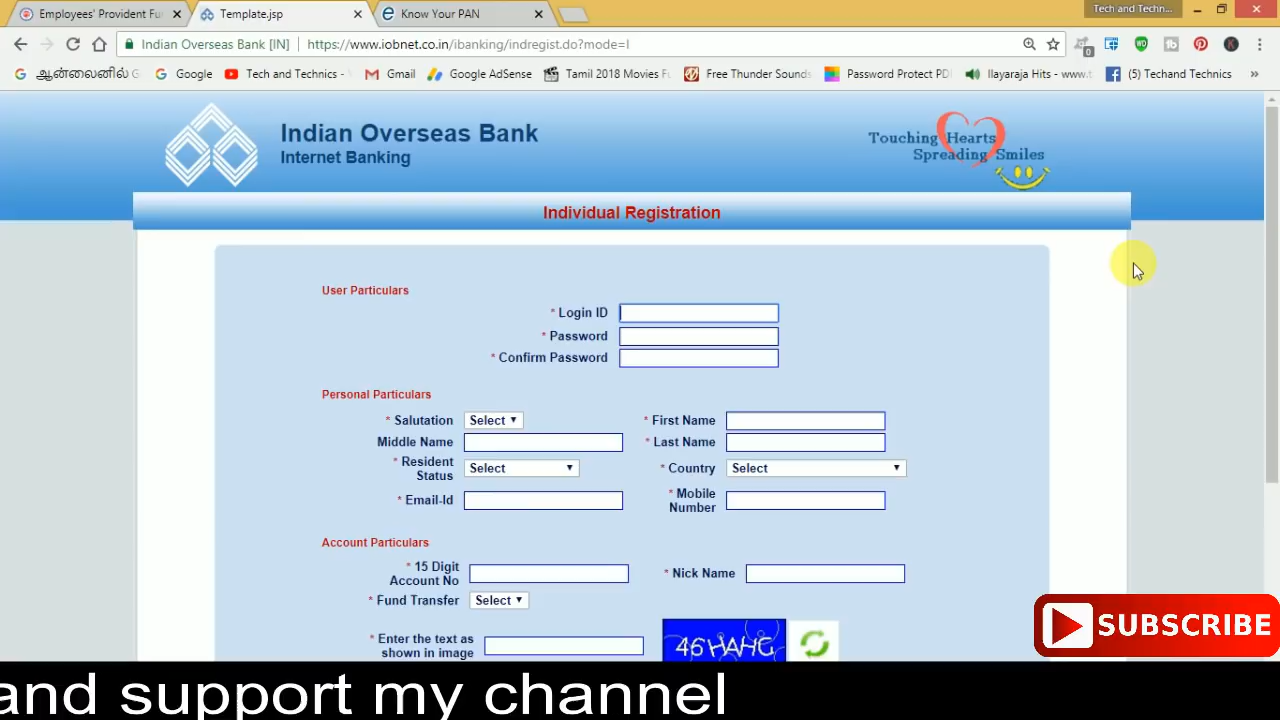 Employees' Provident Fu
Template.jsp
Know Your PAN
Tech and Techn...
Indian Overseas Bank [IN]
https://www.iobnet.co.in/ibanking/indregist.do?mode=I
ஆன்லைனில் G
Google
Tech and Technics -
Gmail
Google AdSense
Tamil 2018 Movies F
Free Thunder Sounds
Password Protect PD
Ilayaraja Hits - www.t
(5) Techand Technics
»
Indian Overseas Bank
Internet Banking
Touching Hearts
Spreading Smiles
Individual Registration
User Particulars
* Login ID
* Password
* Confirm Password
Personal Particulars
* Salutation Select
* First Name
Middle Name
* Last Name
* Resident
Status
Select
* Country Select
* Email-Id
* Mobile
Number
Account Particulars
* 15 Digit
Account No
* Nick Name
* Fund Transfer Select
* Enter the text as
shown in image
46HAHC
SUBSCRIBE
and support my channel